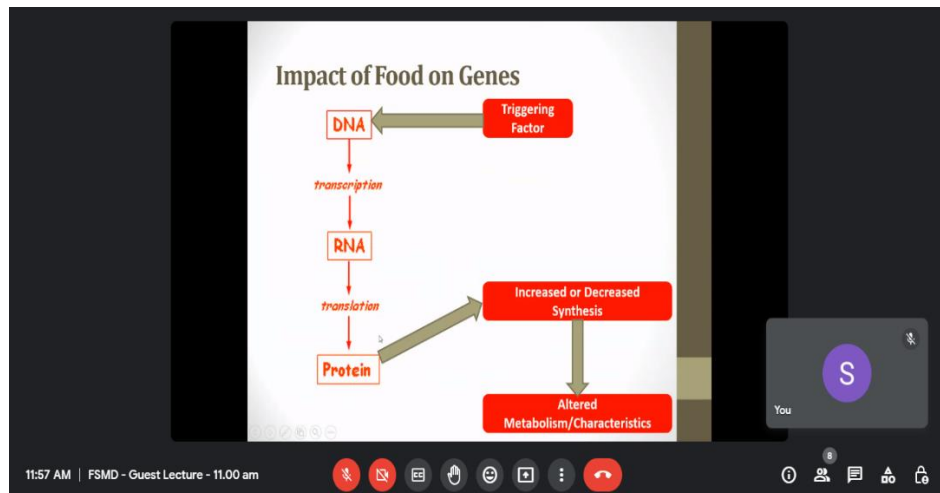 Impact of Food on Genes
DNA
Triggering
Factor
transcription
RNA
translation
Increased or Decreased
Synthesis
Protein
Altered
Metabolism/Characteristics
S
You
8
11:57 AM | FSMD - Guest Lecture - 11.00 am
CC